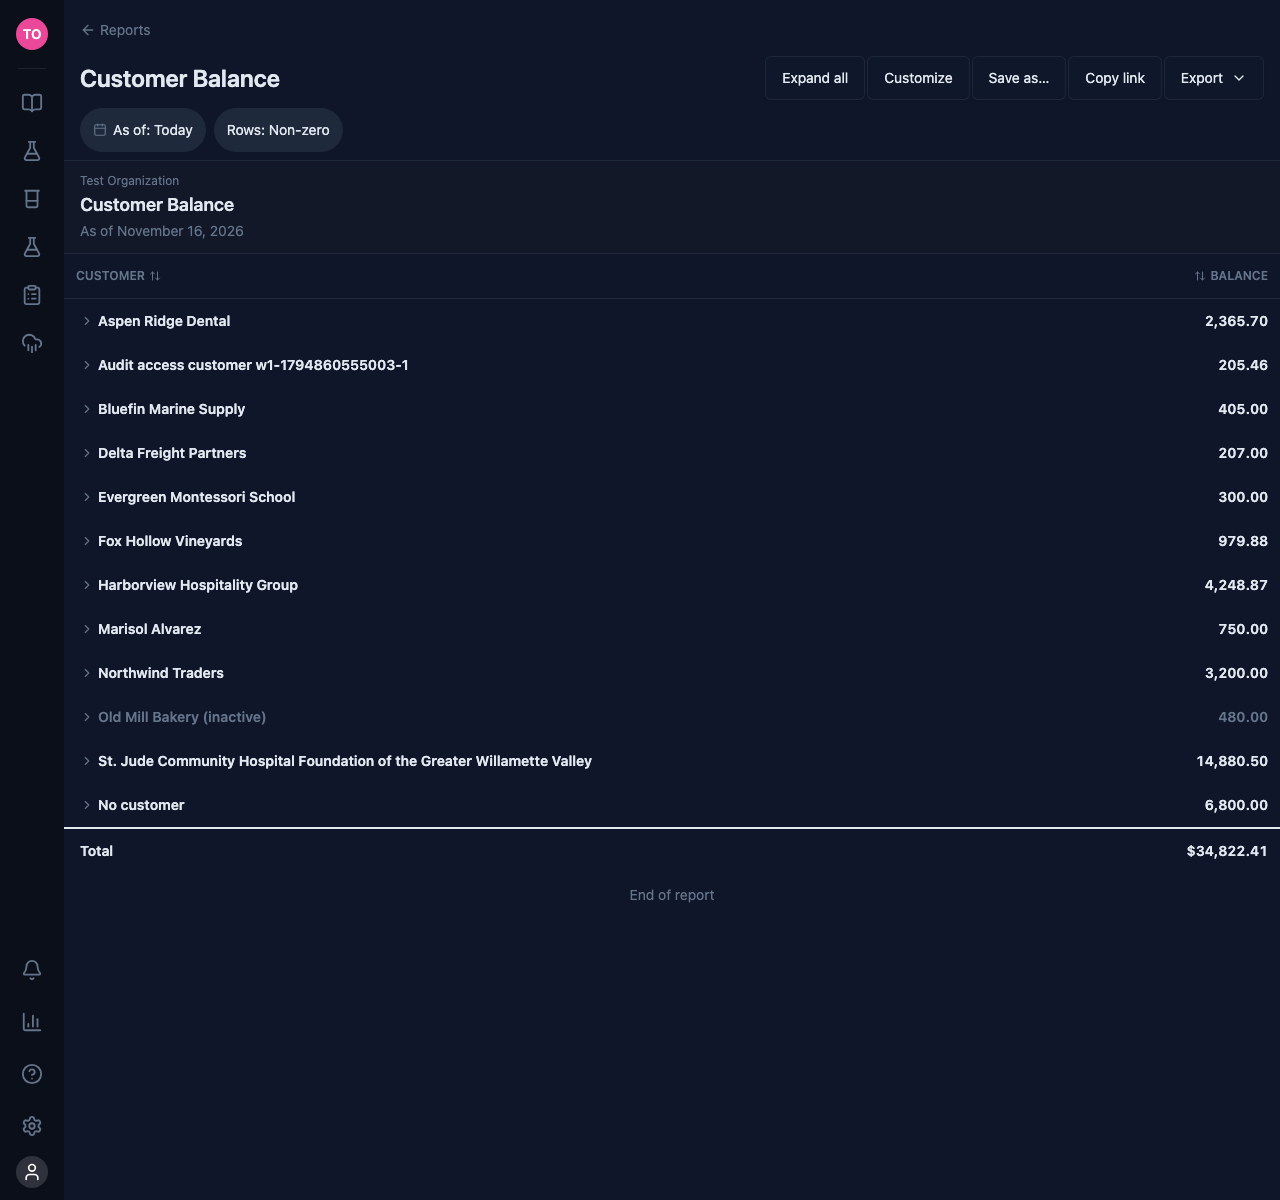 TO
Reports
Customer Balance
Expand all
Customize
Save as...
Copy link
Export
As of: Today
Rows: Non-zero
Test Organization
Customer Balance
As of November 16, 2026
CUSTOMER BALANCE
Aspen Ridge Dental 2,365.70
Audit access customer w1-1794860555003-1 205.46
Bluefin Marine Supply 405.00
Delta Freight Partners 207.00
Evergreen Montessori School 300.00
Fox Hollow Vineyards 979.88
Harborview Hospitality Group 4,248.87
Marisol Alvarez 750.00
Northwind Traders 3,200.00
Old Mill Bakery (inactive) 480.00
St. Jude Community Hospital Foundation of the Greater Willamette Valley 14,880.50
No customer 6,800.00
Total $34,822.41
End of report